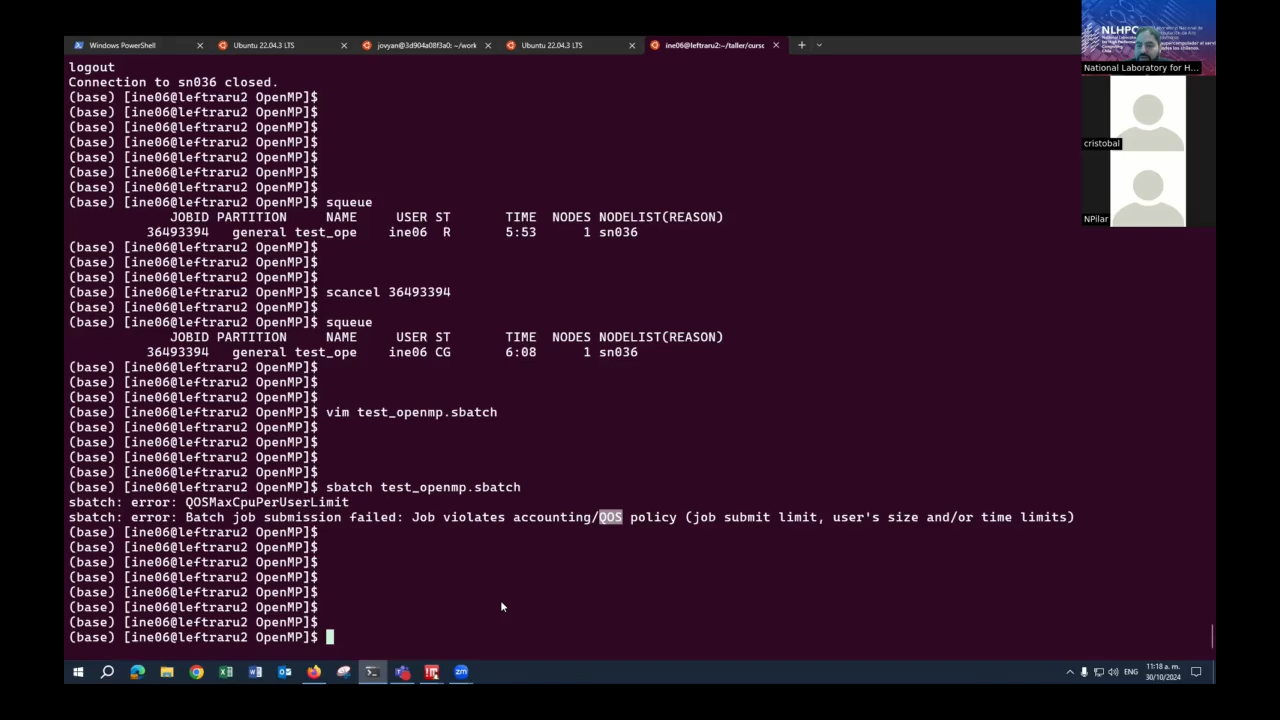 Windows PowerShell
Ubuntu 22.04.3 LTS
jovyan@3d904a08f3a0: ~/work
Ubuntu 22.04.3 LTS
ine06@leftraru2:~/taller/curso
logout
Connection to sn036 closed.
(base) [ine06@leftraru2 OpenMP]$
(base) [ine06@leftraru2 OpenMP]$
(base) [ine06@leftraru2 OpenMP]$
(base) [ine06@leftraru2 OpenMP]$
(base) [ine06@leftraru2 OpenMP]$
(base) [ine06@leftraru2 OpenMP]$
(base) [ine06@leftraru2 OpenMP]$
(base) [ine06@leftraru2 OpenMP]$ squeue
JOBID PARTITION NAME USER ST TIME NODES NODELIST(REASON)
36493394 general test_ope ine06 R 5:53 1 sn036
(base) [ine06@leftraru2 OpenMP]$
(base) [ine06@leftraru2 OpenMP]$
(base) [ine06@leftraru2 OpenMP]$
(base) [ine06@leftraru2 OpenMP]$ scancel 36493394
(base) [ine06@leftraru2 OpenMP]$
(base) [ine06@leftraru2 OpenMP]$ squeue
JOBID PARTITION NAME USER ST TIME NODES NODELIST(REASON)
36493394 general test_ope ine06 CG 6:08 1 sn036
(base) [ine06@leftraru2 OpenMP]$
(base) [ine06@leftraru2 OpenMP]$
(base) [ine06@leftraru2 OpenMP]$
(base) [ine06@leftraru2 OpenMP]$ vim test_openmp.sbatch
(base) [ine06@leftraru2 OpenMP]$
(base) [ine06@leftraru2 OpenMP]$
(base) [ine06@leftraru2 OpenMP]$
(base) [ine06@leftraru2 OpenMP]$
(base) [ine06@leftraru2 OpenMP]$ sbatch test_openmp.sbatch
sbatch: error: QOSMaxCpuPerUserLimit
sbatch: error: Batch job submission failed: Job violates accounting/QOS policy (job submit limit, user's size and/or time limits)
(base) [ine06@leftraru2 OpenMP]$
(base) [ine06@leftraru2 OpenMP]$
(base) [ine06@leftraru2 OpenMP]$
(base) [ine06@leftraru2 OpenMP]$
(base) [ine06@leftraru2 OpenMP]$
(base) [ine06@leftraru2 OpenMP]$
(base) [ine06@leftraru2 OpenMP]$
(base) [ine06@leftraru2 OpenMP]$
NLHPC
National Laboratory for H...
cristobal
NPilar
ENG
11:18 a. m.
30/10/2024